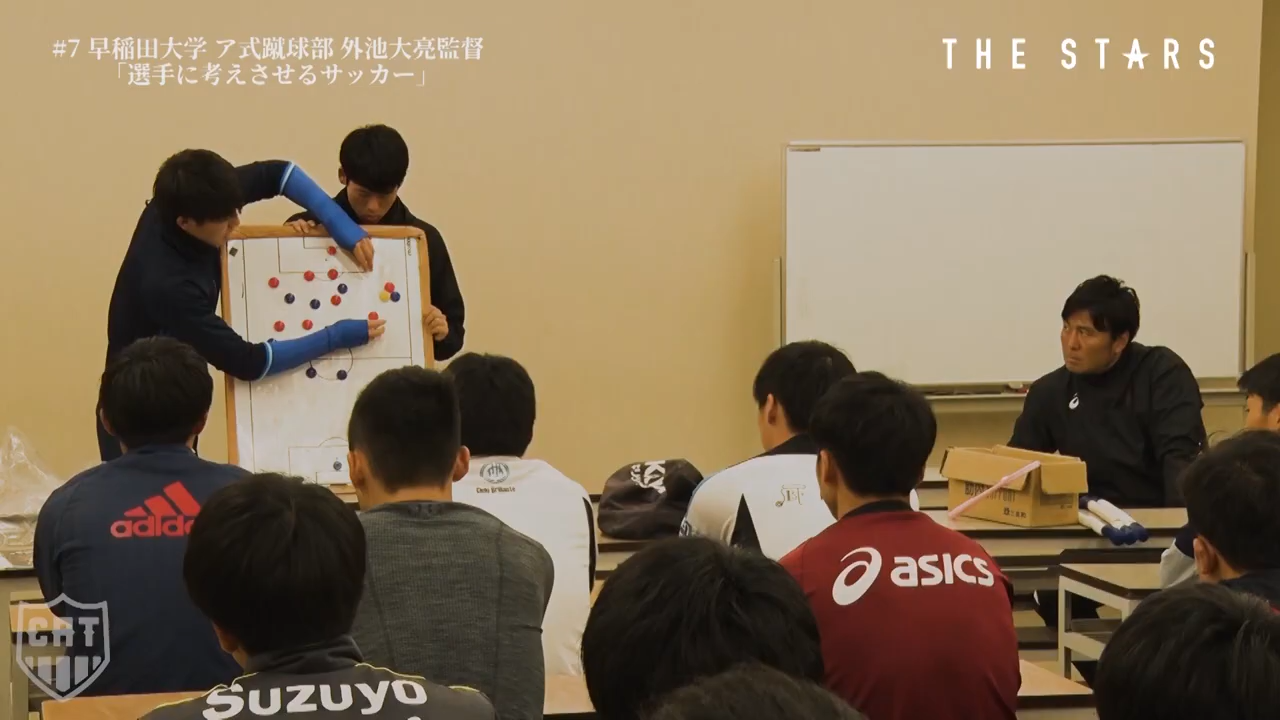 #7 早稲田大学 ア式蹴球部 外池大亮監督
「選手に考えさせるサッカー」
THE STARS
adidas
asics
Suzuyo
CRT